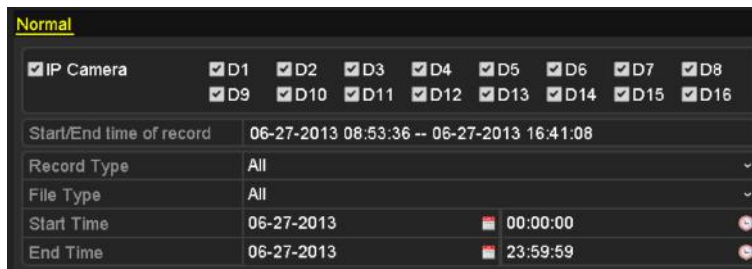 Normal
IP Camera D1 D2 D3 D4 D5 D6 D7 D8
D9 D10 D11 D12 D13 D14 D15 D16
Start/End time of record 06-27-2013 08:53:36 -- 06-27-2013 16:41:08
Record Type All
File Type All
Start Time 06-27-2013 00:00:00
End Time 06-27-2013 23:59:59